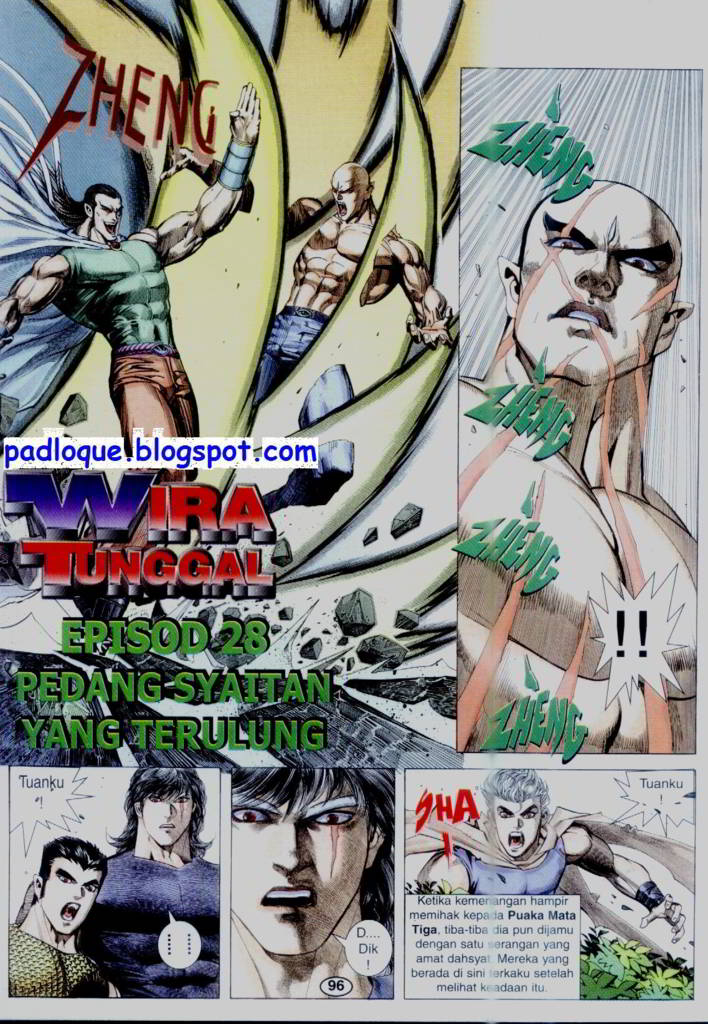 ZHENG
ZHENG
ZHENG
ZHENG
ZHENG
!!
padloque.blogspot.com
WIRA
TUNGGAL
EPISOD 28
PEDANG SYAITAN
YANG TERULUNG
Tuanku
!
!!
D....
Dik
!
96
SHA
Tuanku
!
Ketika kemenangan hampir
memihak kepada Puaka Mata
Tiga, tiba-tiba dia pun dijamu
dengan satu serangan yang
amat dahsyat. Mereka yang
berada di sini terkaku setelah
melihat keadaan itu.